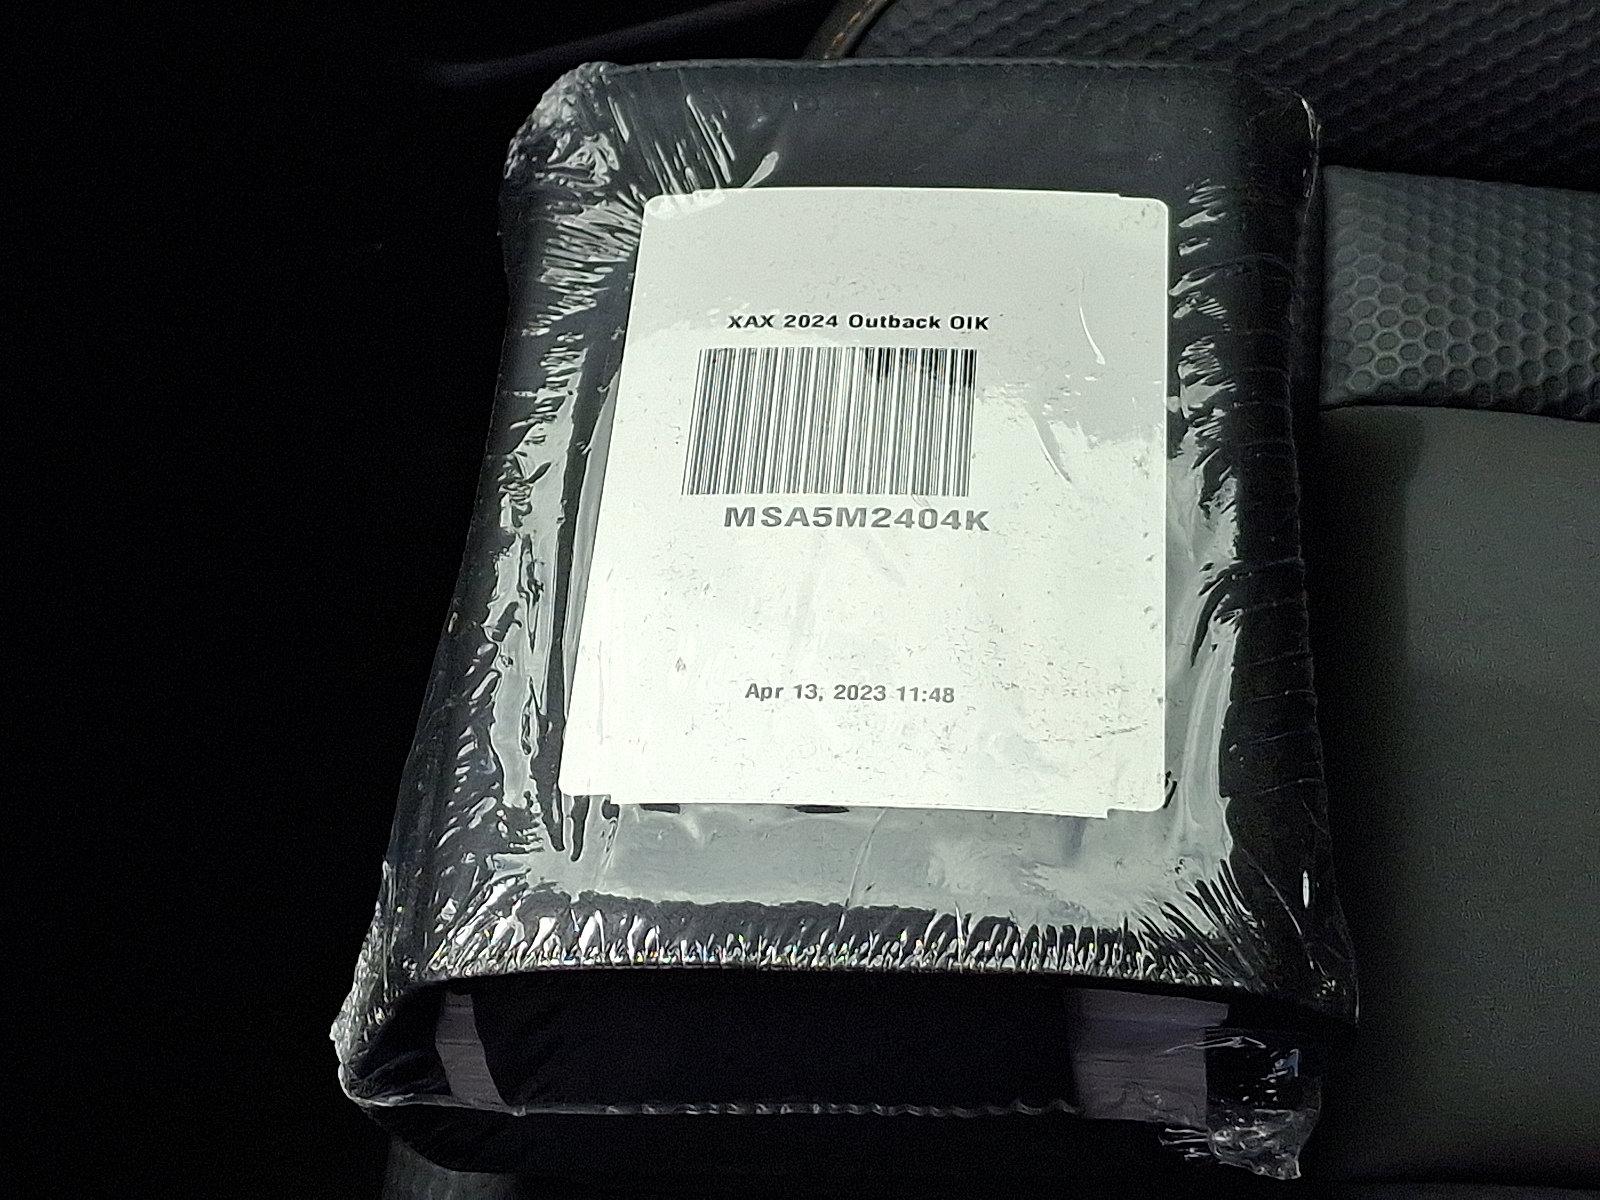 XAX 2024 Outback OIK
MSA5M2404K
Apr 13, 2023 11:48